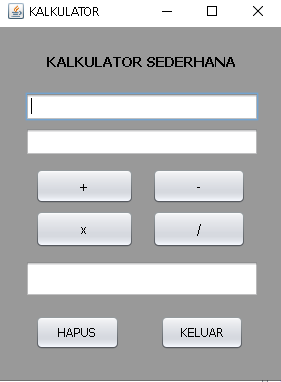 KALKULATOR
KALKULATOR SEDERHANA
+ -
x /
HAPUS KELUAR